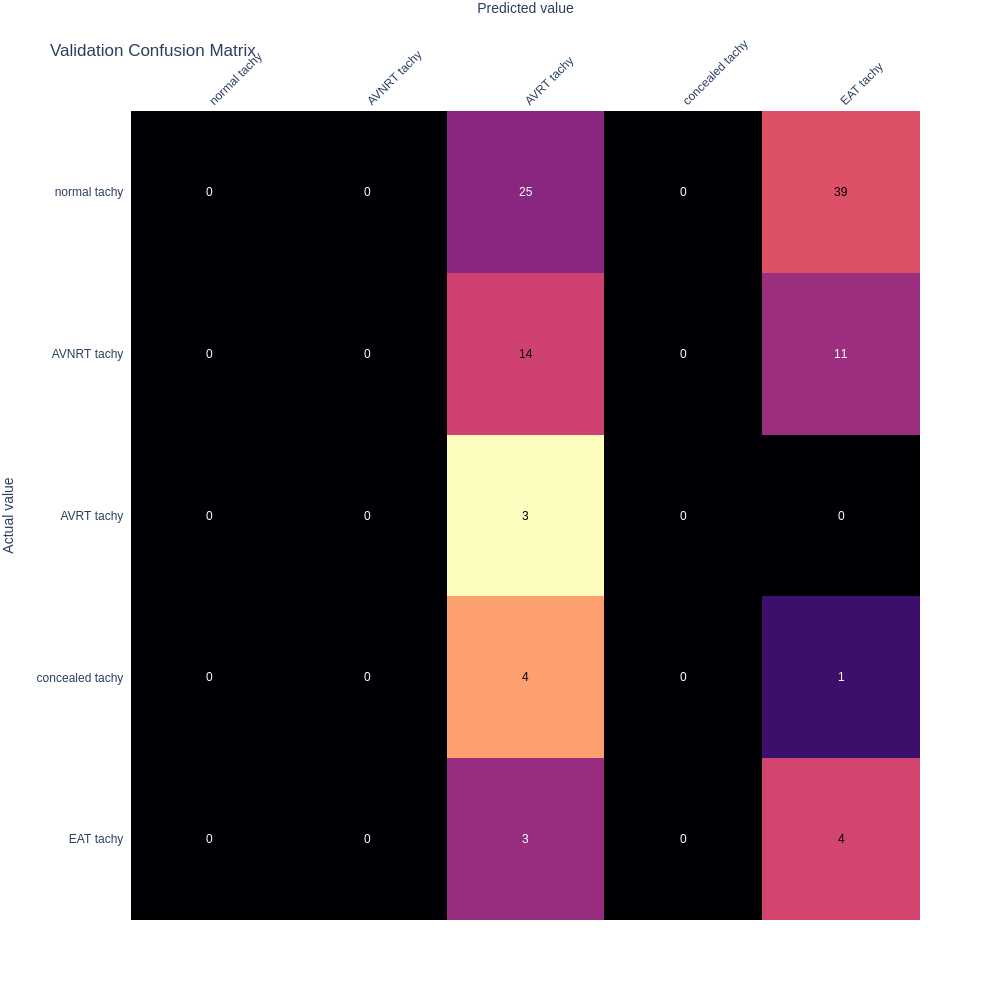 Predicted value
Validation Confusion Matrix
normal tachy AVNRT tachy AVRT tachy concealed tachy EAT tachy
normal tachy 0 0 25 0 39
AVNRT tachy 0 0 14 0 11
Actual value
AVRT tachy 0 0 3 0 0
concealed tachy 0 0 4 0 1
EAT tachy 0 0 3 0 4